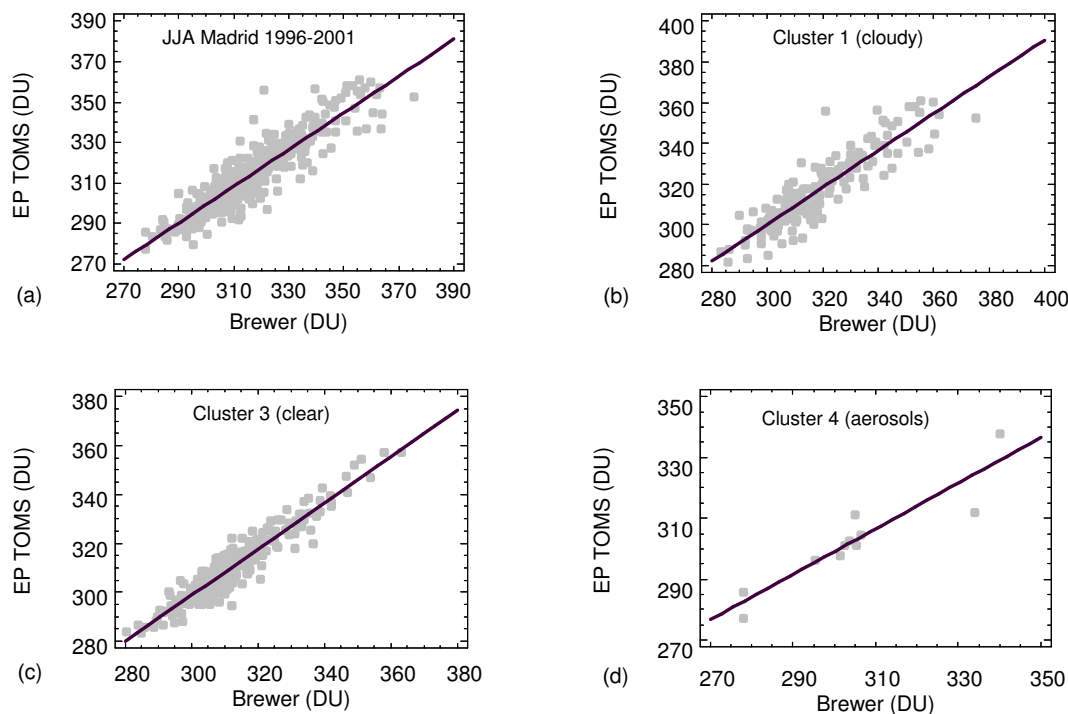 390
370
350
330
310
290
270
EP TOMS (DU)
JJA Madrid 1996-2001
270 290 310 330 350 370 390
Brewer (DU)
(a)
400
380
360
340
320
300
280
EP TOMS (DU)
Cluster 1 (cloudy)
280 300 320 340 360 380 400
Brewer (DU)
(b)
380
360
340
320
300
280
EP TOMS (DU)
Cluster 3 (clear)
280 300 320 340 360 380
Brewer (DU)
(c)
350
330
310
290
270
EP TOMS (DU)
Cluster 4 (aerosols)
270 290 310 330 350
Brewer (DU)
(d)